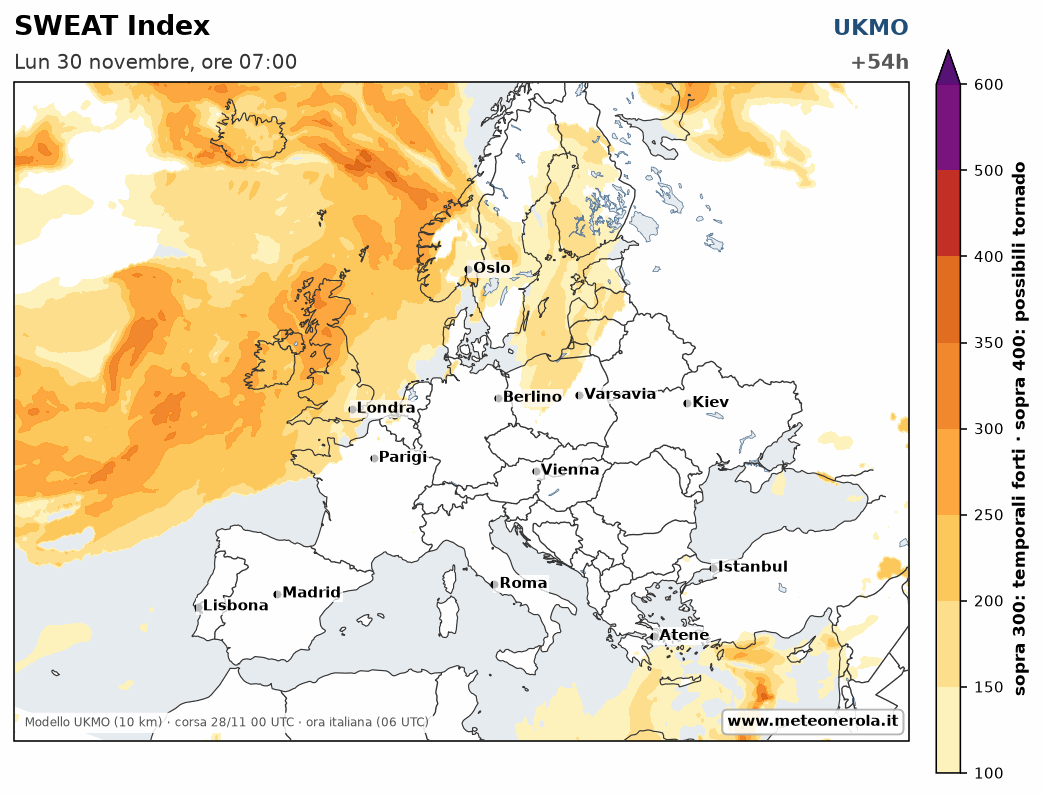 SWEAT Index
UKMO
Lun 30 novembre, ore 07:00
+54h
Oslo
Londra
Berlino
Varsavia
Kiev
Parigi
Vienna
Istanbul
Roma
Madrid
Lisbona
Atene
Modello UKMO (10 km) · corsa 28/11 00 UTC · ora italiana (06 UTC)
www.meteonerola.it
600
500
400
350
300
250
200
150
100
sopra 300: temporali forti · sopra 400: possibili tornado